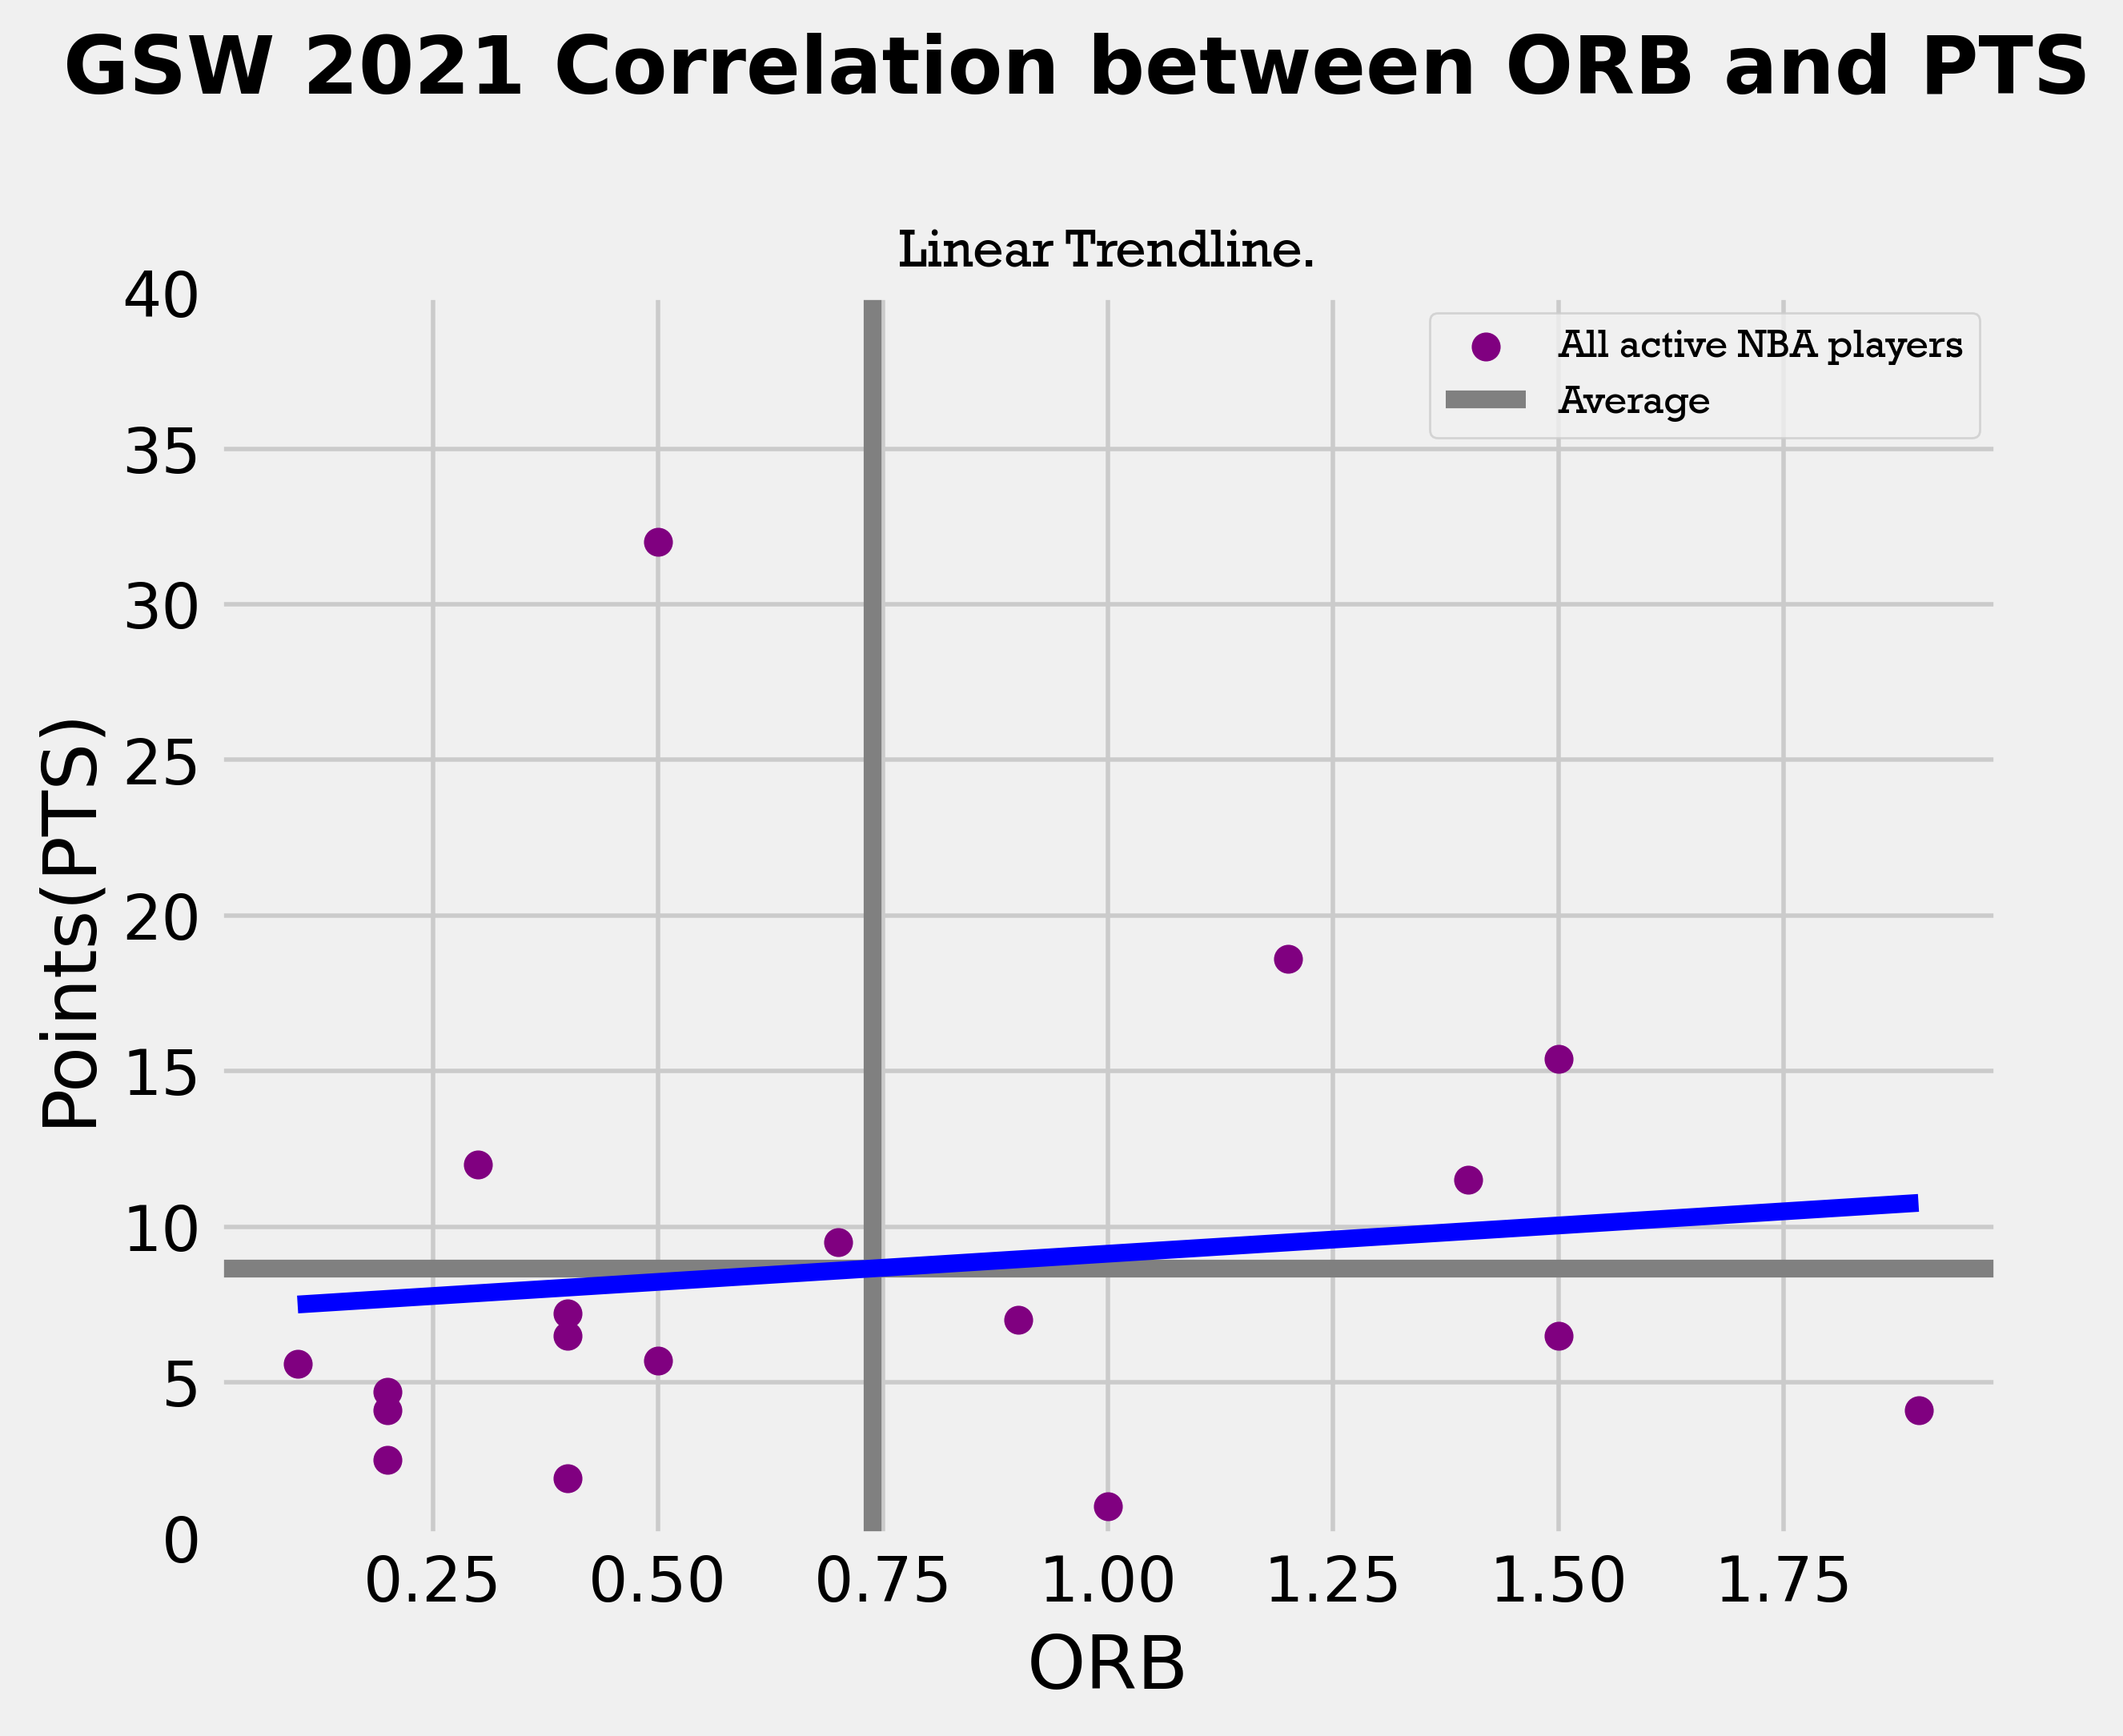 GSW 2021 Correlation between ORB and PTS
Linear Trendline.
All active NBA players
Average
Points(PTS)
40
35
30
25
20
15
10
5
0
0.25 0.50 0.75 1.00 1.25 1.50 1.75
ORB